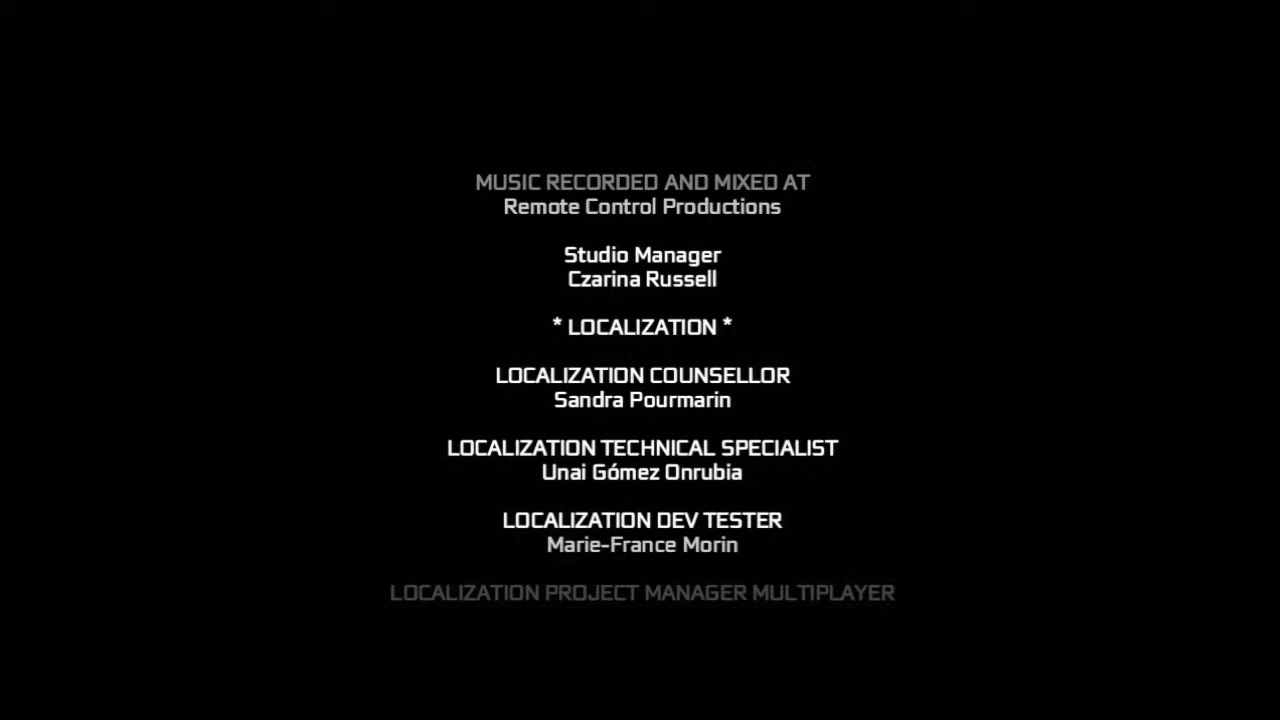 MUSIC RECORDED AND MIXED AT
Remote Control Productions
Studio Manager
Czarina Russell
* LOCALIZATION *
LOCALIZATION COUNSELLOR
Sandra Pourmarin
LOCALIZATION TECHNICAL SPECIALIST
Unai Gómez Onrubia
LOCALIZATION DEV TESTER
Marie-France Morin
LOCALIZATION PROJECT MANAGER MULTIPLAYER